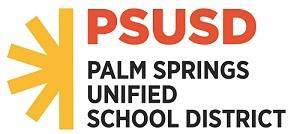 PSUSD
PALM SPRINGS
UNIFIED
SCHOOL DISTRICT